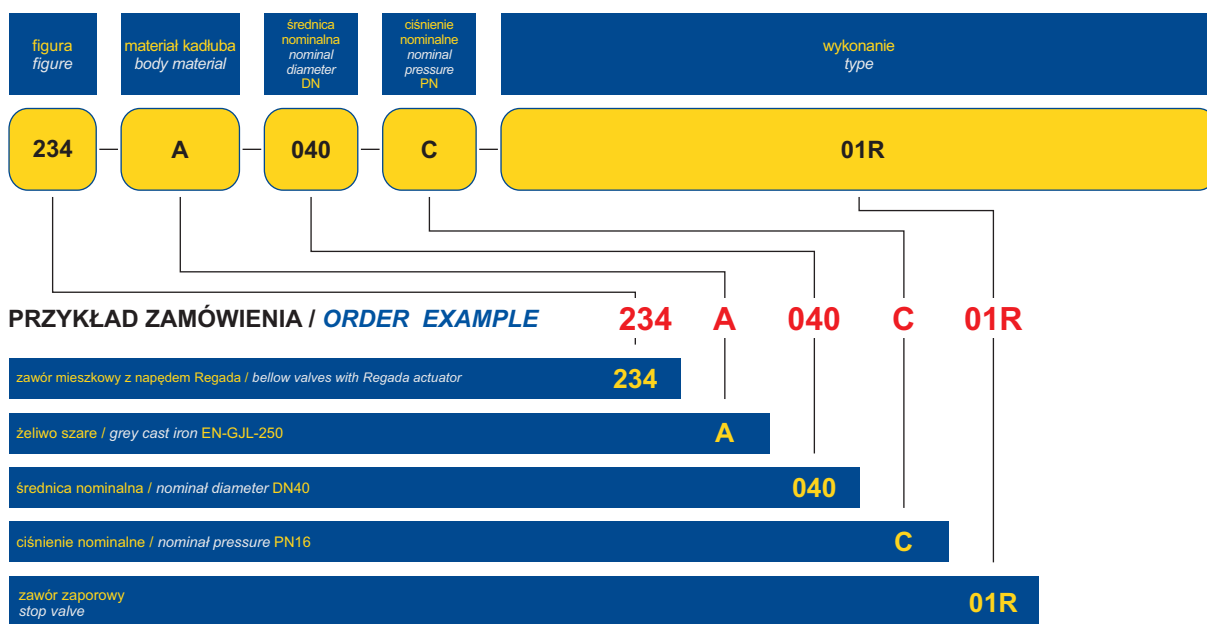 figura
figure
materiał kadłuba
body material
średnica
nominalna
nominal
diameter
DN
ciśnienie
nominalne
nominal
pressure
PN
wykonanie
type
234
A
040
C
01R
PRZYKŁAD ZAMÓWIENIA / ORDER EXAMPLE 234 A 040 C 01R
zawór mieszkowy z napędem Regada / bellow valves with Regada actuator 234
żeliwo szare / grey cast iron EN-GJL-250 A
średnica nominalna / nominał diameter DN40 040
ciśnienie nominalne / nominał pressure PN16 C
zawór zaporowy
stop valve
01R